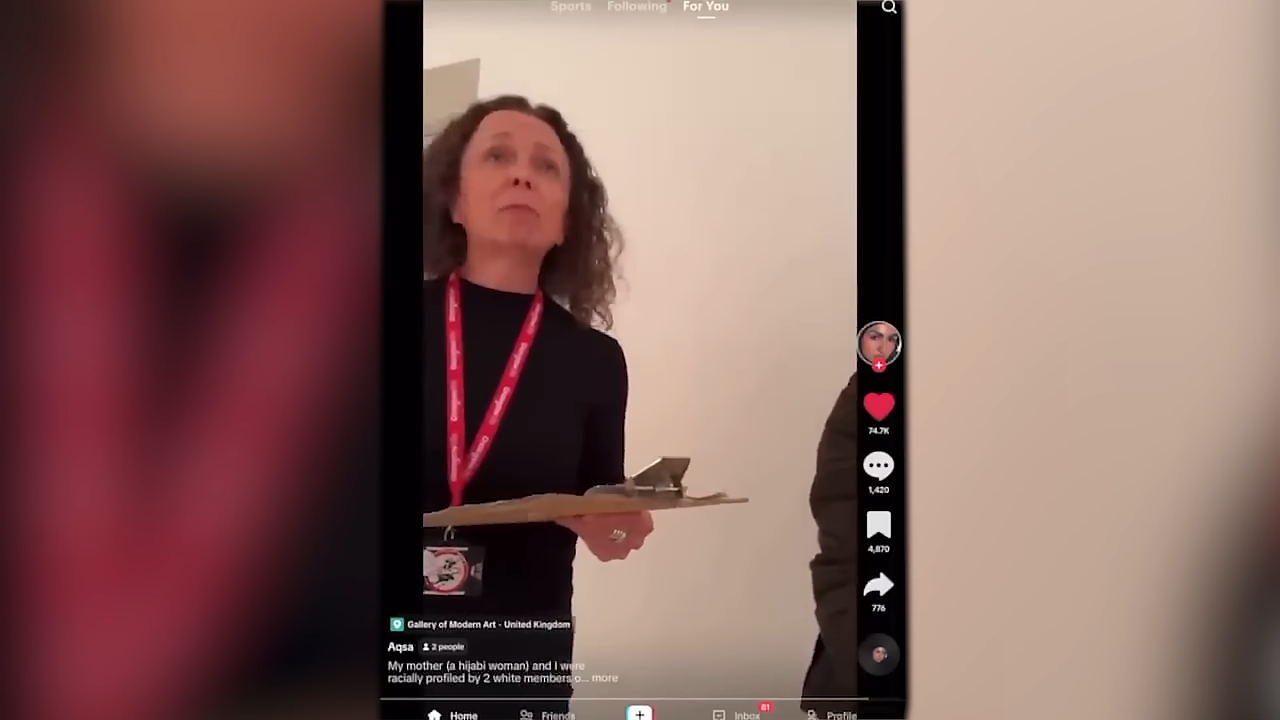 Sports Following For You
74.7K
1,420
4,870
776
Gallery of Modern Art - United Kingdom
Aqsa 2 people
My mother (a hijabi woman) and I were
racially profiled by 2 white members o... more
Home Friends Inbox 81 Profile